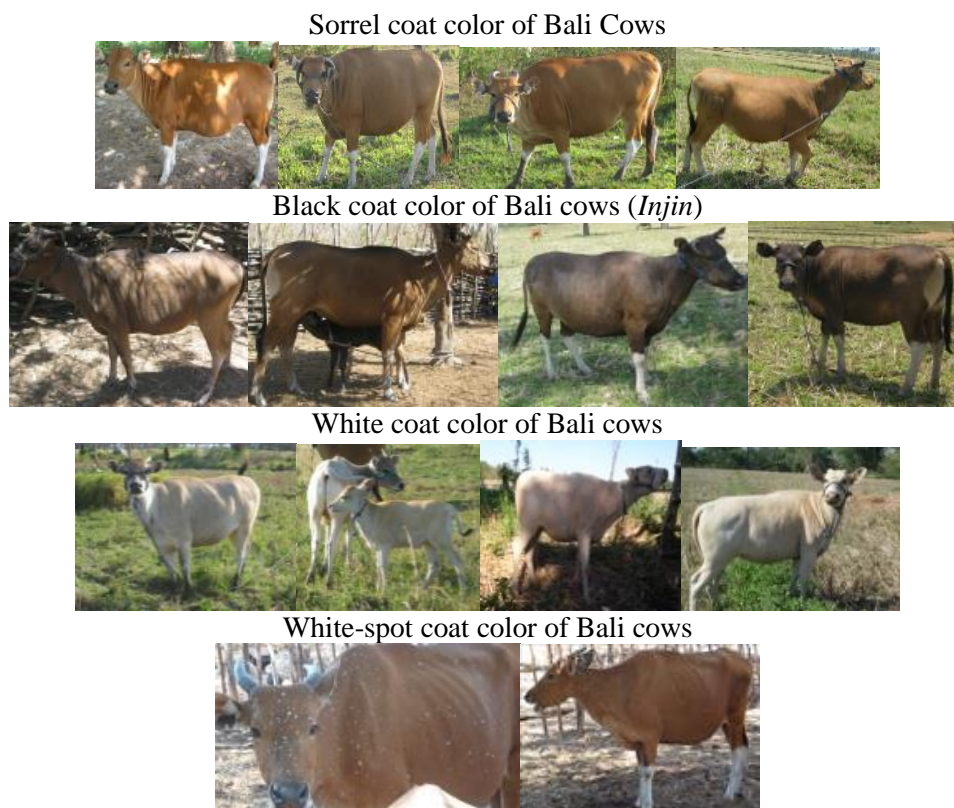 Sorrel coat color of Bali Cows
Black coat color of Bali cows (Injin)
White coat color of Bali cows
White-spot coat color of Bali cows